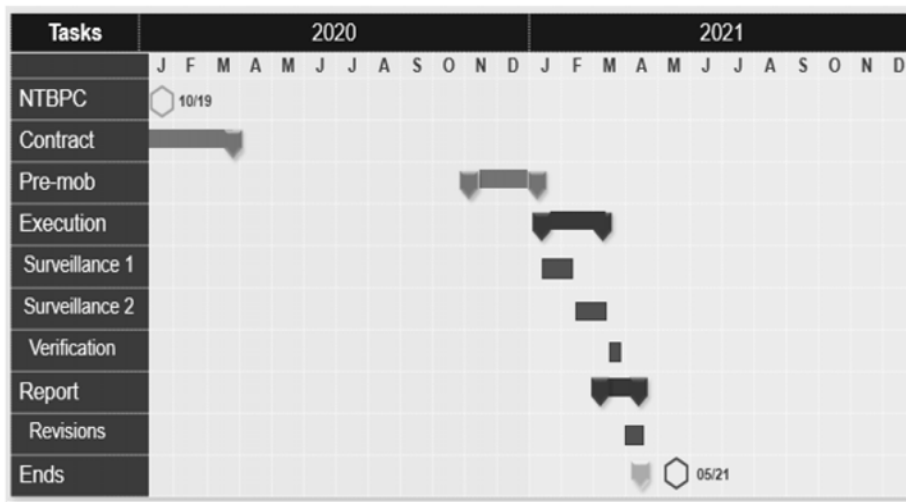 Tasks 2020 2021
J F M A M J J A S O N D J F M A M J J A S O N D
NTBPC 10/19
Contract
Pre-mob
Execution
Surveillance 1
Surveillance 2
Verification
Report
Revisions
Ends 05/21